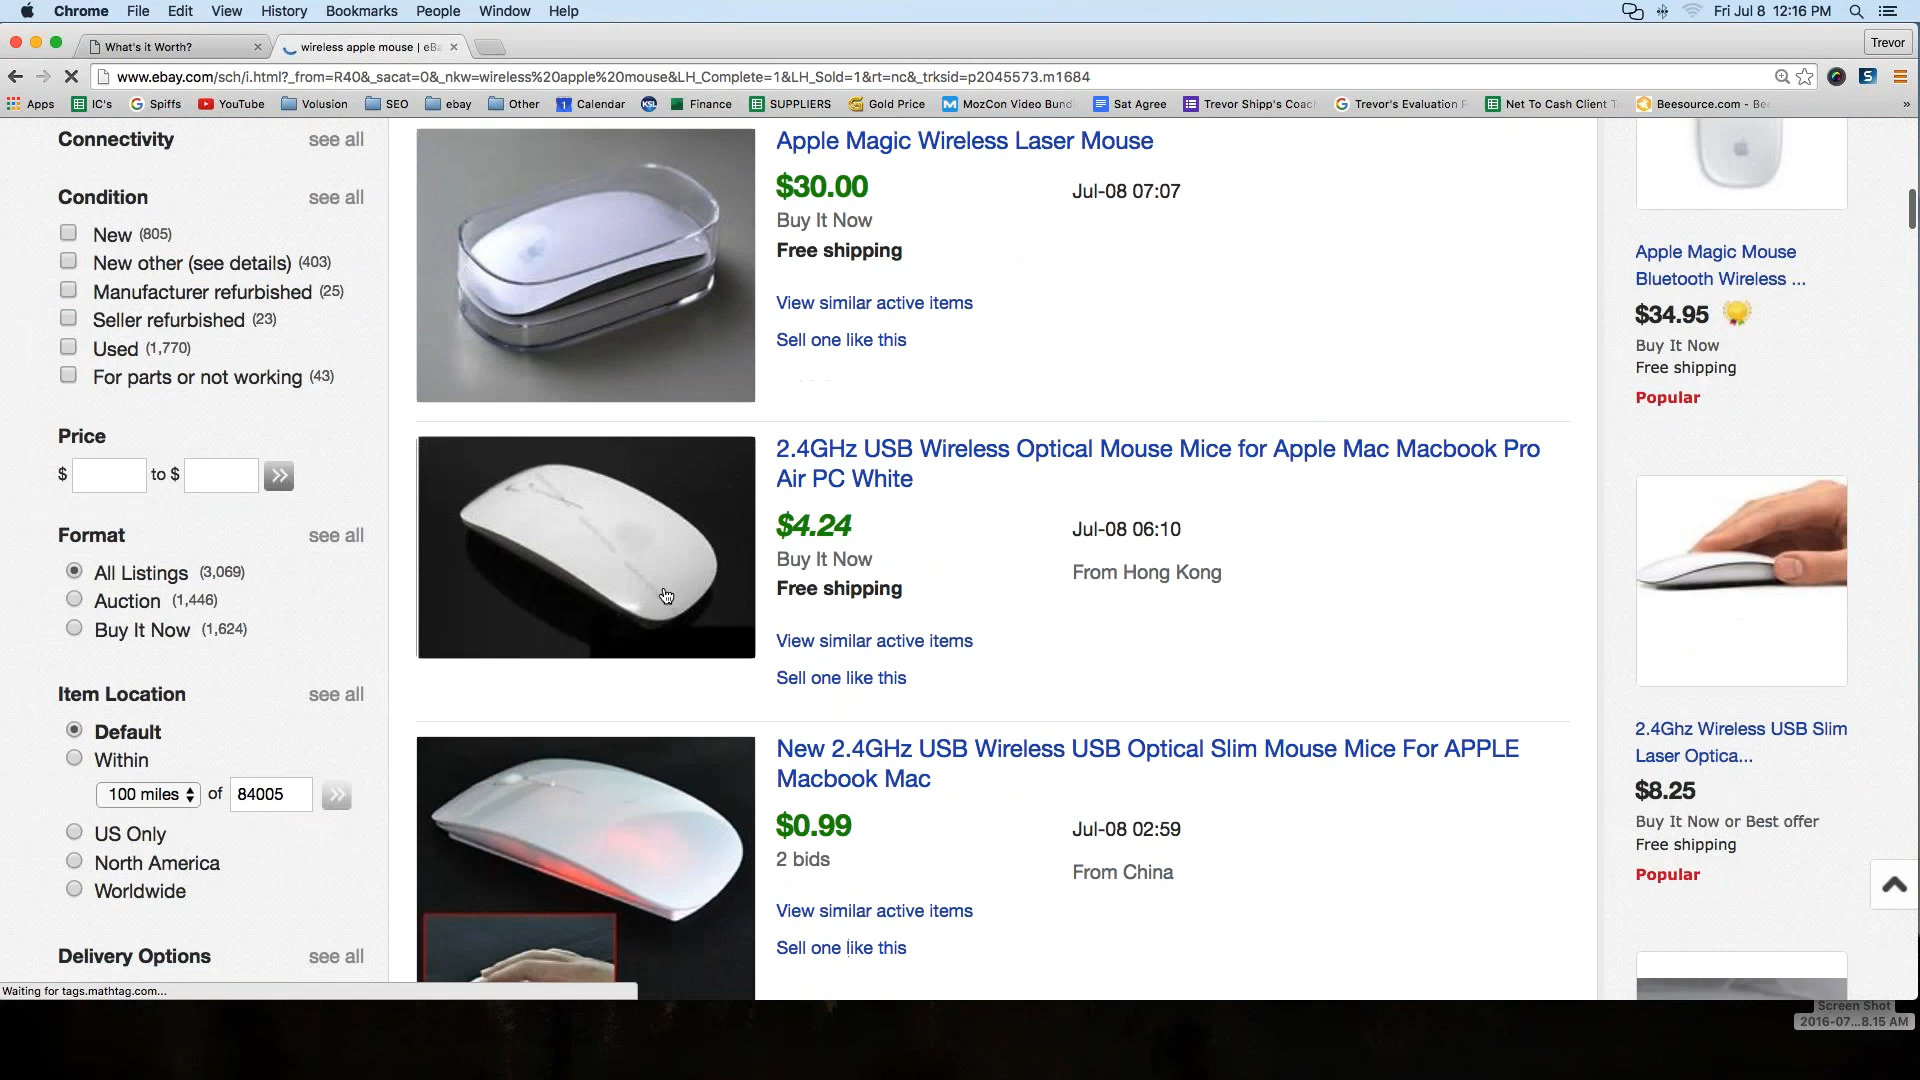 Chrome File Edit View History Bookmarks People Window Help
Fri Jul 8 12:16 PM
What's it Worth?
wireless apple mouse | eBa
Trevor
www.ebay.com/sch/i.html?_from=R40&_sacat=0&_nkw=wireless%20apple%20mouse&LH_Complete=1&LH_Sold=1&rt=nc&_trksid=p2045573.m1684
Apps IC's Spiffs YouTube Volusion SEO ebay Other 1 Calendar KSL Finance SUPPLIERS Gold Price MozCon Video Bund Sat Agree Trevor Shipp's Coac Trevor's Evaluation F Net To Cash Client T Beesource.com - Bee »
Connectivity see all
Condition see all
New (805)
New other (see details) (403)
Manufacturer refurbished (25)
Seller refurbished (23)
Used (1,770)
For parts or not working (43)
Price
$ to $
Format see all
All Listings (3,069)
Auction (1,446)
Buy It Now (1,624)
Item Location see all
Default
Within
100 miles of 84005
US Only
North America
Worldwide
Delivery Options see all
Waiting for tags.mathtag.com...
Apple Magic Wireless Laser Mouse
$30.00 Jul-08 07:07
Buy It Now
Free shipping
View similar active items
Sell one like this
2.4GHz USB Wireless Optical Mouse Mice for Apple Mac Macbook Pro
Air PC White
$4.24 Jul-08 06:10
Buy It Now From Hong Kong
Free shipping
View similar active items
Sell one like this
New 2.4GHz USB Wireless USB Optical Slim Mouse Mice For APPLE
Macbook Mac
$0.99 Jul-08 02:59
2 bids From China
View similar active items
Sell one like this
Apple Magic Mouse
Bluetooth Wireless ...
$34.95
Buy It Now
Free shipping
Popular
2.4Ghz Wireless USB Slim
Laser Optica...
$8.25
Buy It Now or Best offer
Free shipping
Popular
Screen Shot
2016-07...8.15 AM